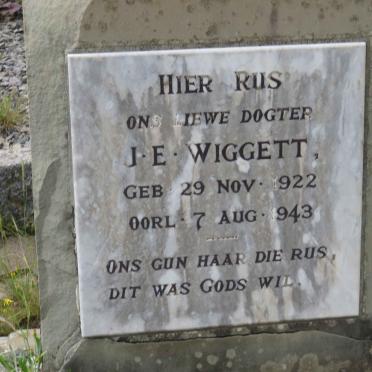 HIER RUS
ONS LIEWE DOGTER
J·E·WIGGETT,
GEB· 29 NOV· 1922
OORL· 7 AUG· 1943
ONS GUN HAAR DIE RUS,
DIT WAS GODS WIL.